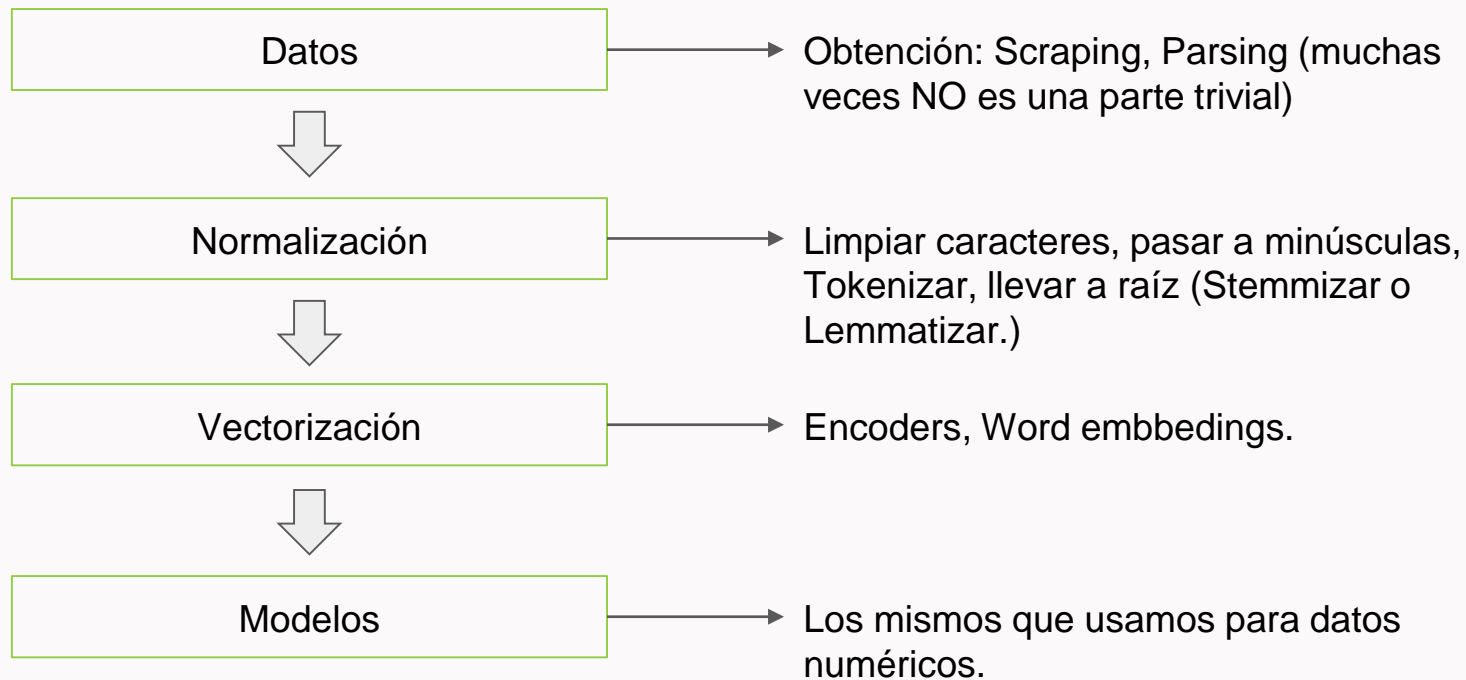 Datos
Obtención: Scraping, Parsing (muchas
veces NO es una parte trivial)
Normalización
Limpiar caracteres, pasar a minúsculas,
Tokenizar, llevar a raíz (Stemmizar o
Lemmatizar.)
Vectorización
Encoders, Word embbedings.
Modelos
Los mismos que usamos para datos
numéricos.